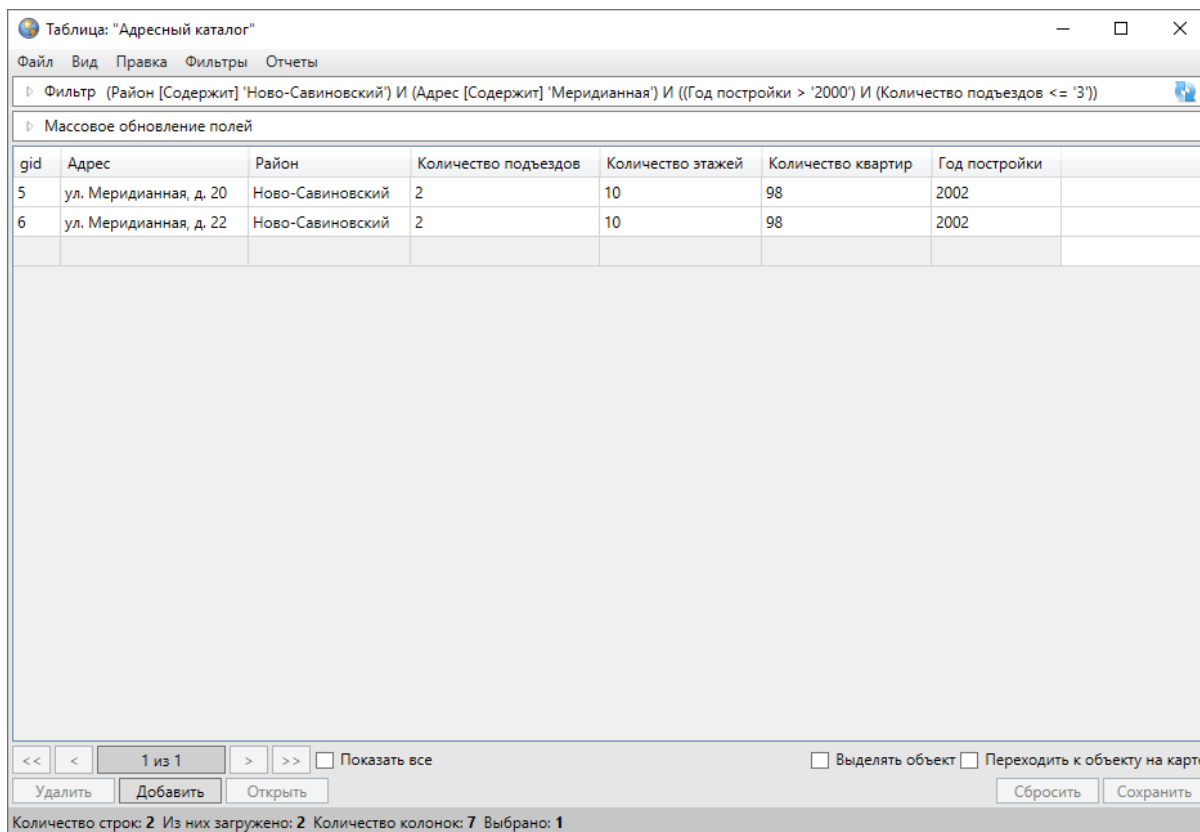 Таблица: "Адресный каталог"
Файл Вид Правка Фильтры Отчеты
Фильтр (Район [Содержит] 'Ново-Савиновский') И (Адрес [Содержит] 'Меридианная') И ((Год постройки > '2000') И (Количество подъездов <= '3'))
Массовое обновление полей
gid Адрес Район Количество подъездов Количество этажей Количество квартир Год постройки
5 ул. Меридианная, д. 20 Ново-Савиновский 2 10 98 2002
6 ул. Меридианная, д. 22 Ново-Савиновский 2 10 98 2002
<< < 1 из 1 > >> Показать все Выделять объект Переходить к объекту на карте
Удалить Добавить Открыть Сбросить Сохранить
Количество строк: 2 Из них загружено: 2 Количество колонок: 7 Выбрано: 1